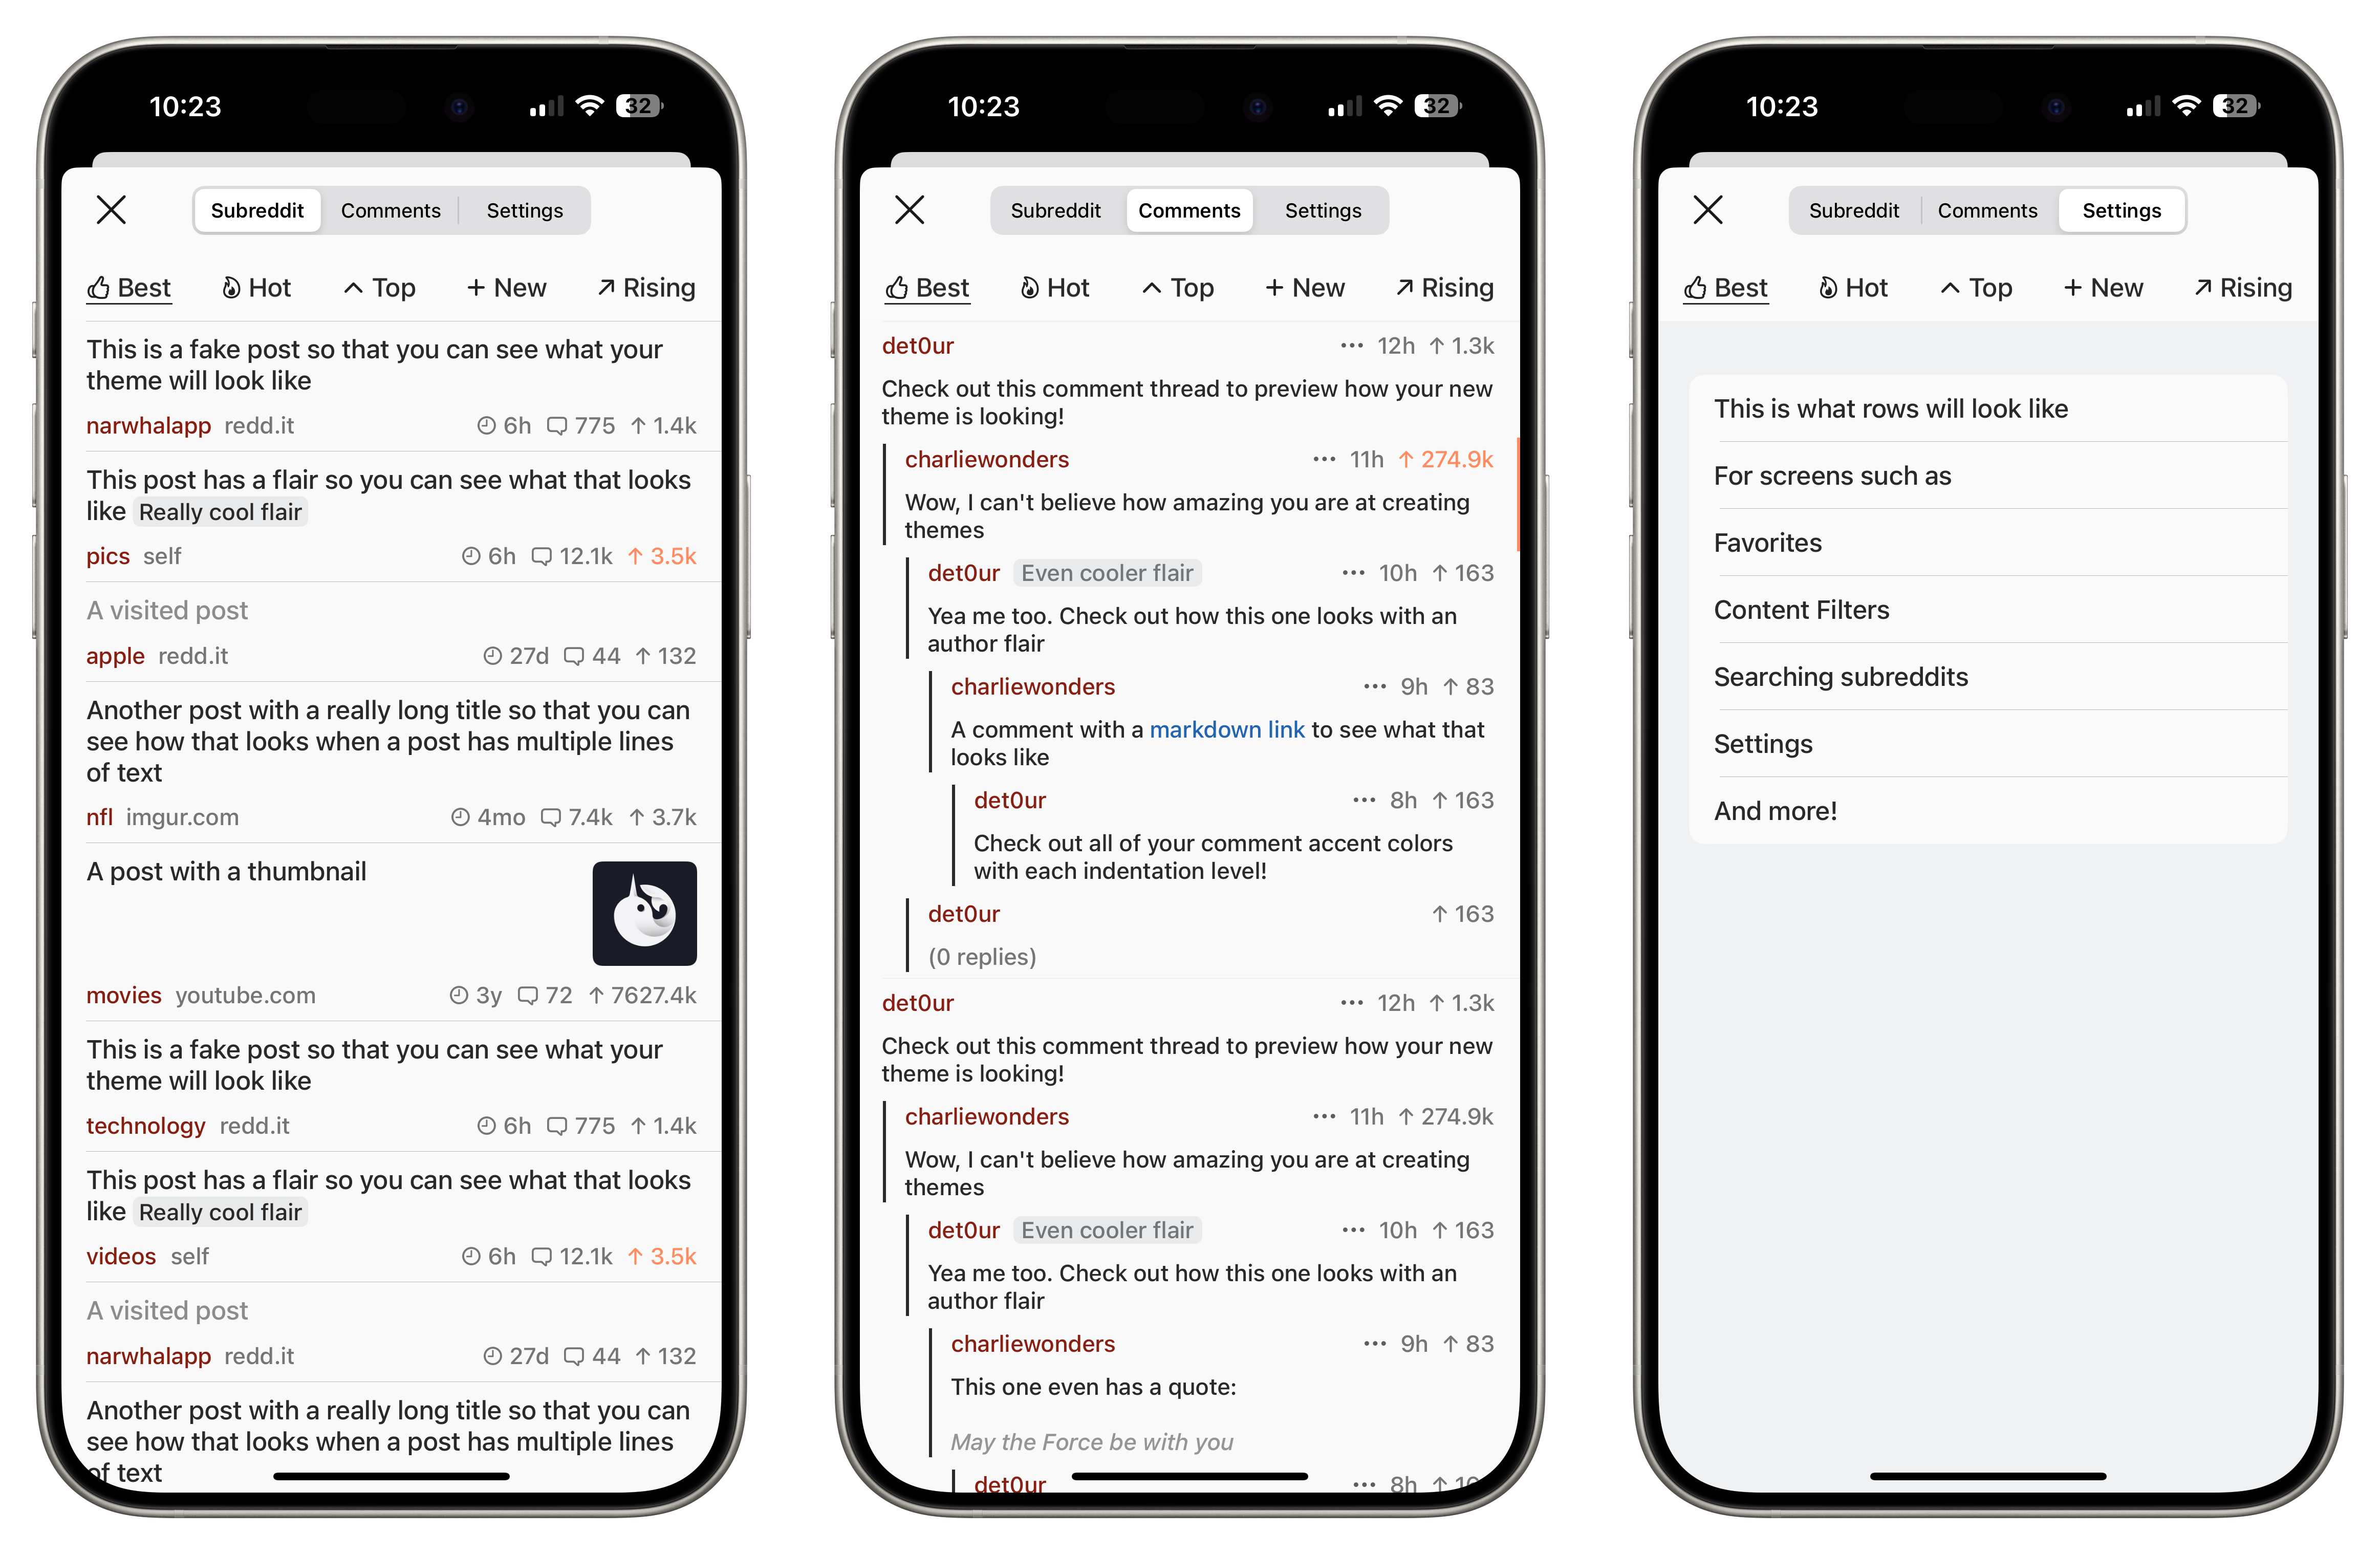 10:23
32
Subreddit Comments Settings
Best Hot Top New Rising
This is a fake post so that you can see what your
theme will look like
narwhalapp redd.it 6h 775 1.4k
This post has a flair so you can see what that looks
like Really cool flair
pics self 6h 12.1k 3.5k
A visited post
apple redd.it 27d 44 132
Another post with a really long title so that you can
see how that looks when a post has multiple lines
of text
nfl imgur.com 4mo 7.4k 3.7k
A post with a thumbnail
movies youtube.com 3y 72 7627.4k
This is a fake post so that you can see what your
theme will look like
technology redd.it 6h 775 1.4k
This post has a flair so you can see what that looks
like Really cool flair
videos self 6h 12.1k 3.5k
A visited post
narwhalapp redd.it 27d 44 132
Another post with a really long title so that you can
see how that looks when a post has multiple lines
of text
10:23
32
Subreddit Comments Settings
Best Hot Top New Rising
det0ur ••• 12h 1.3k
Check out this comment thread to preview how your new
theme is looking!
charliewonders ••• 11h 274.9k
Wow, I can't believe how amazing you are at creating
themes
det0ur Even cooler flair ••• 10h 163
Yea me too. Check out how this one looks with an
author flair
charliewonders ••• 9h 83
A comment with a markdown link to see what that
looks like
det0ur ••• 8h 163
Check out all of your comment accent colors
with each indentation level!
det0ur 163
(0 replies)
det0ur ••• 12h 1.3k
Check out this comment thread to preview how your new
theme is looking!
charliewonders ••• 11h 274.9k
Wow, I can't believe how amazing you are at creating
themes
det0ur Even cooler flair ••• 10h 163
Yea me too. Check out how this one looks with an
author flair
charliewonders ••• 9h 83
This one even has a quote:
May the Force be with you
det0ur ••• 8h
10:23
32
Subreddit Comments Settings
Best Hot Top New Rising
This is what rows will look like
For screens such as
Favorites
Content Filters
Searching subreddits
Settings
And more!